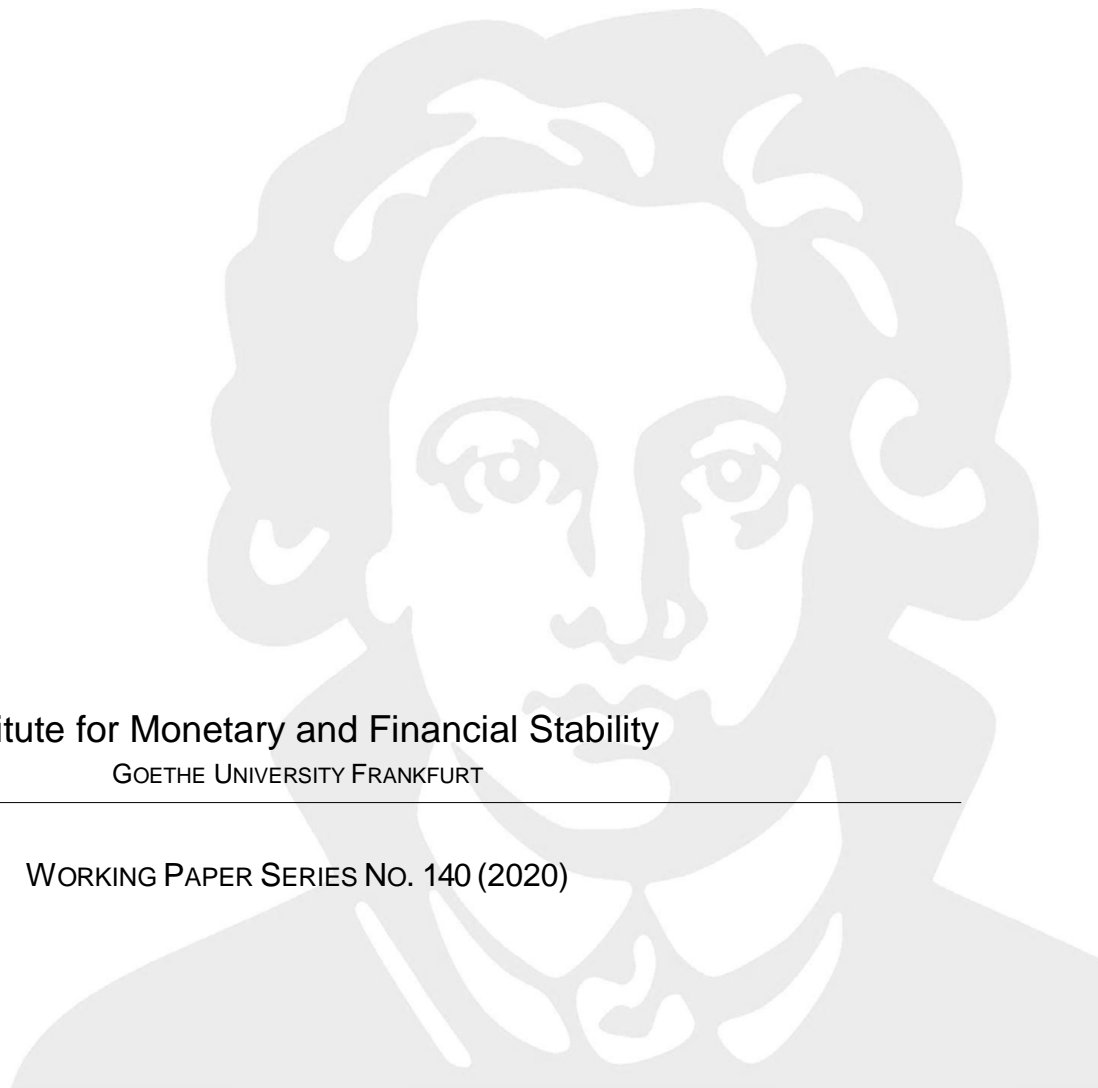 itute for Monetary and Financial Stability
GOETHE UNIVERSITY FRANKFURT
WORKING PAPER SERIES NO. 140 (2020)